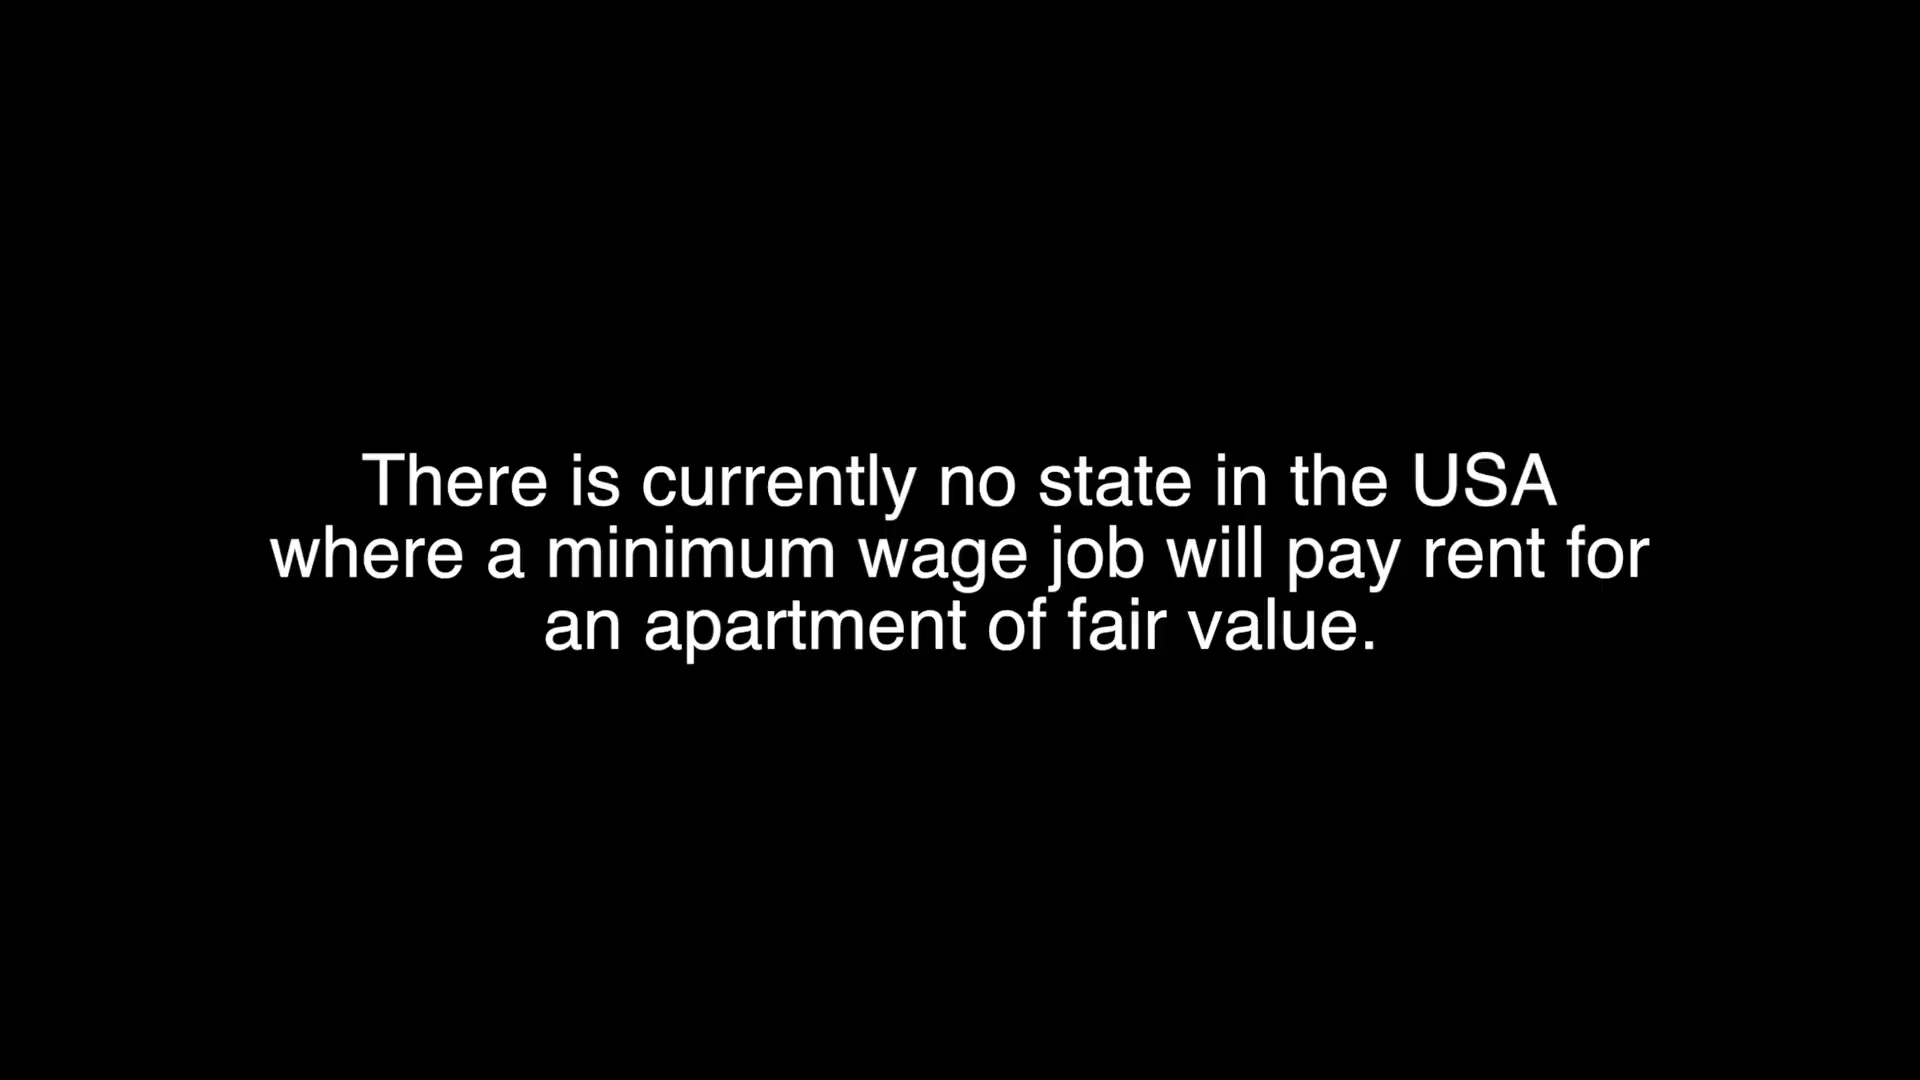 There is currently no state in the USA
where a minimum wage job will pay rent for
an apartment of fair value.